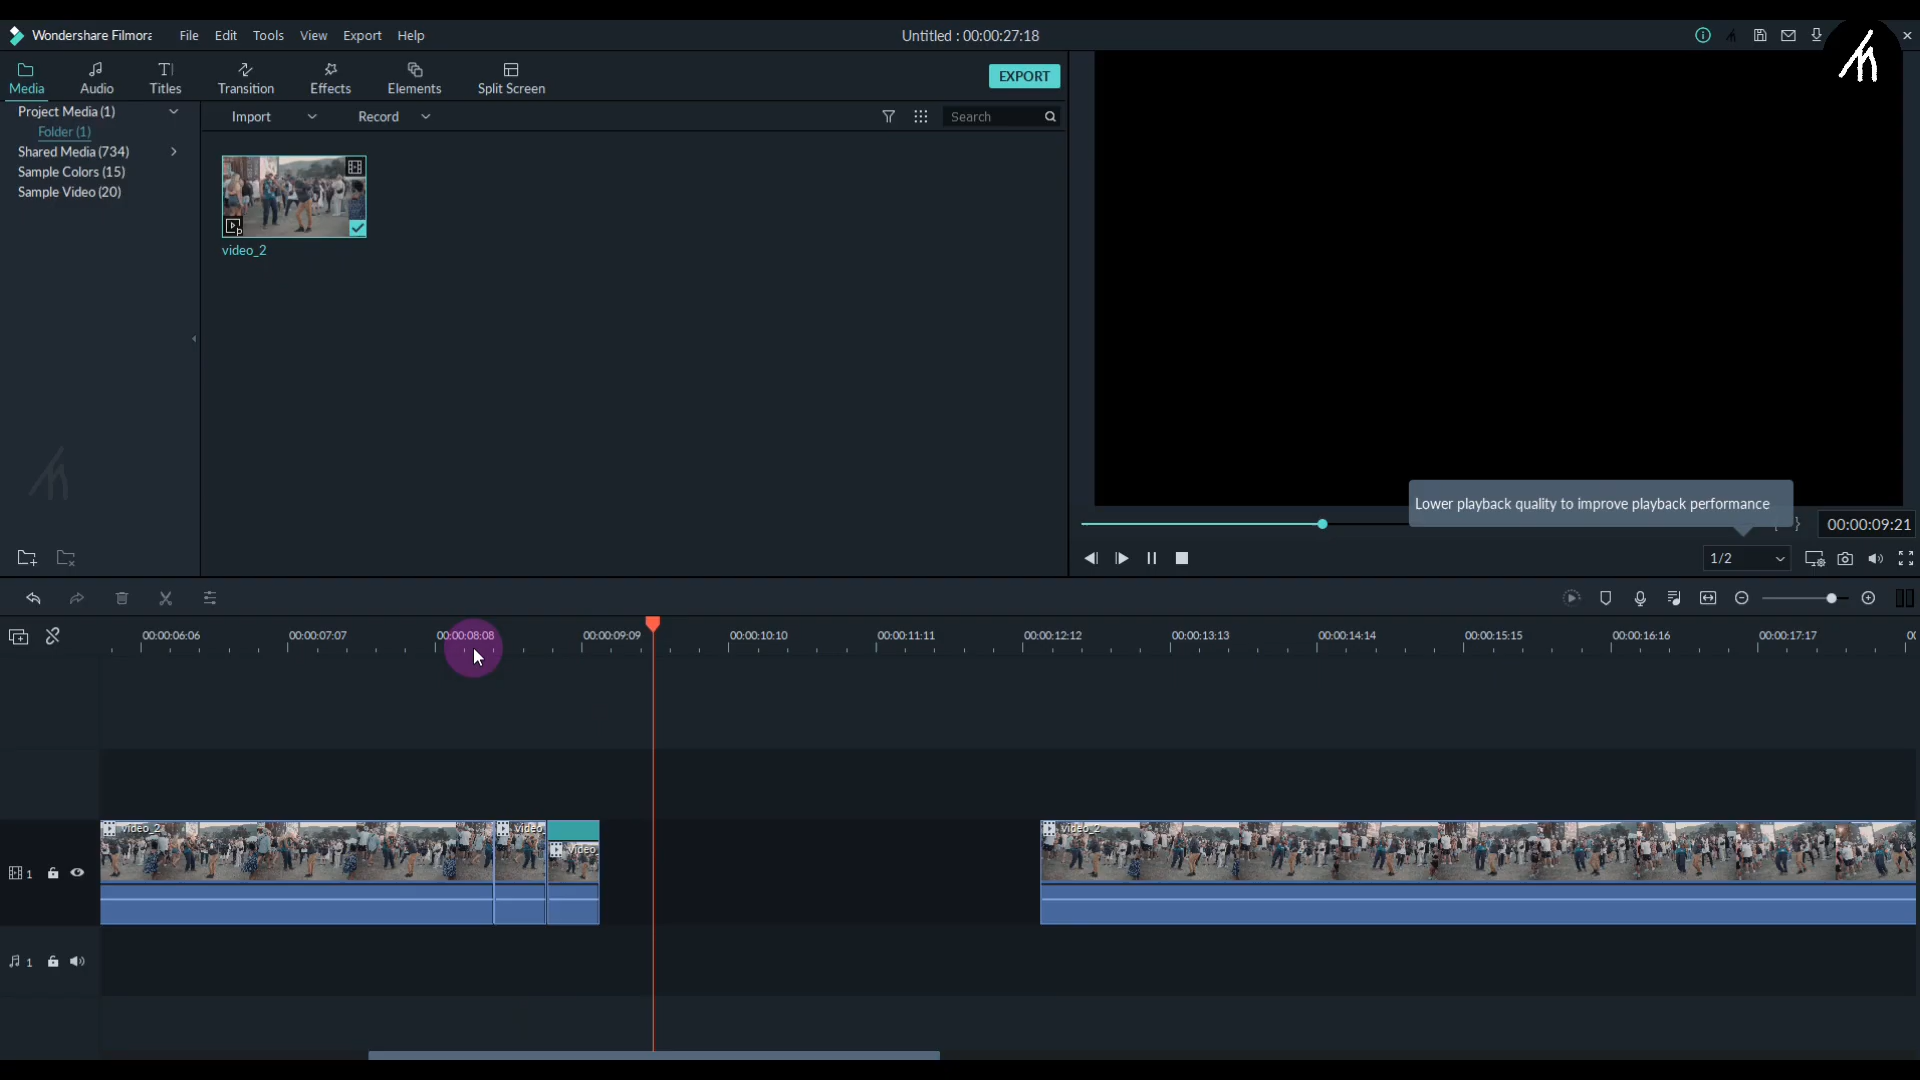 Wondershare Filmora File Edit Tools View Export Help Untitled : 00:00:27:18
Media Audio Titles Transition Effects Elements Split Screen EXPORT
Project Media (1) Import Record Search
Folder (1)
Shared Media (734)
Sample Colors (15)
Sample Video (20)
video_2
Lower playback quality to improve playback performance
00:00:09:21
1/2
00:00:06:06 00:00:07:07 00:00:08:08 00:00:09:09 00:00:10:10 00:00:11:11 00:00:12:12 00:00:13:13 00:00:14:14 00:00:15:15 00:00:16:16 00:00:17:17
video_2 video video video_2
1
1